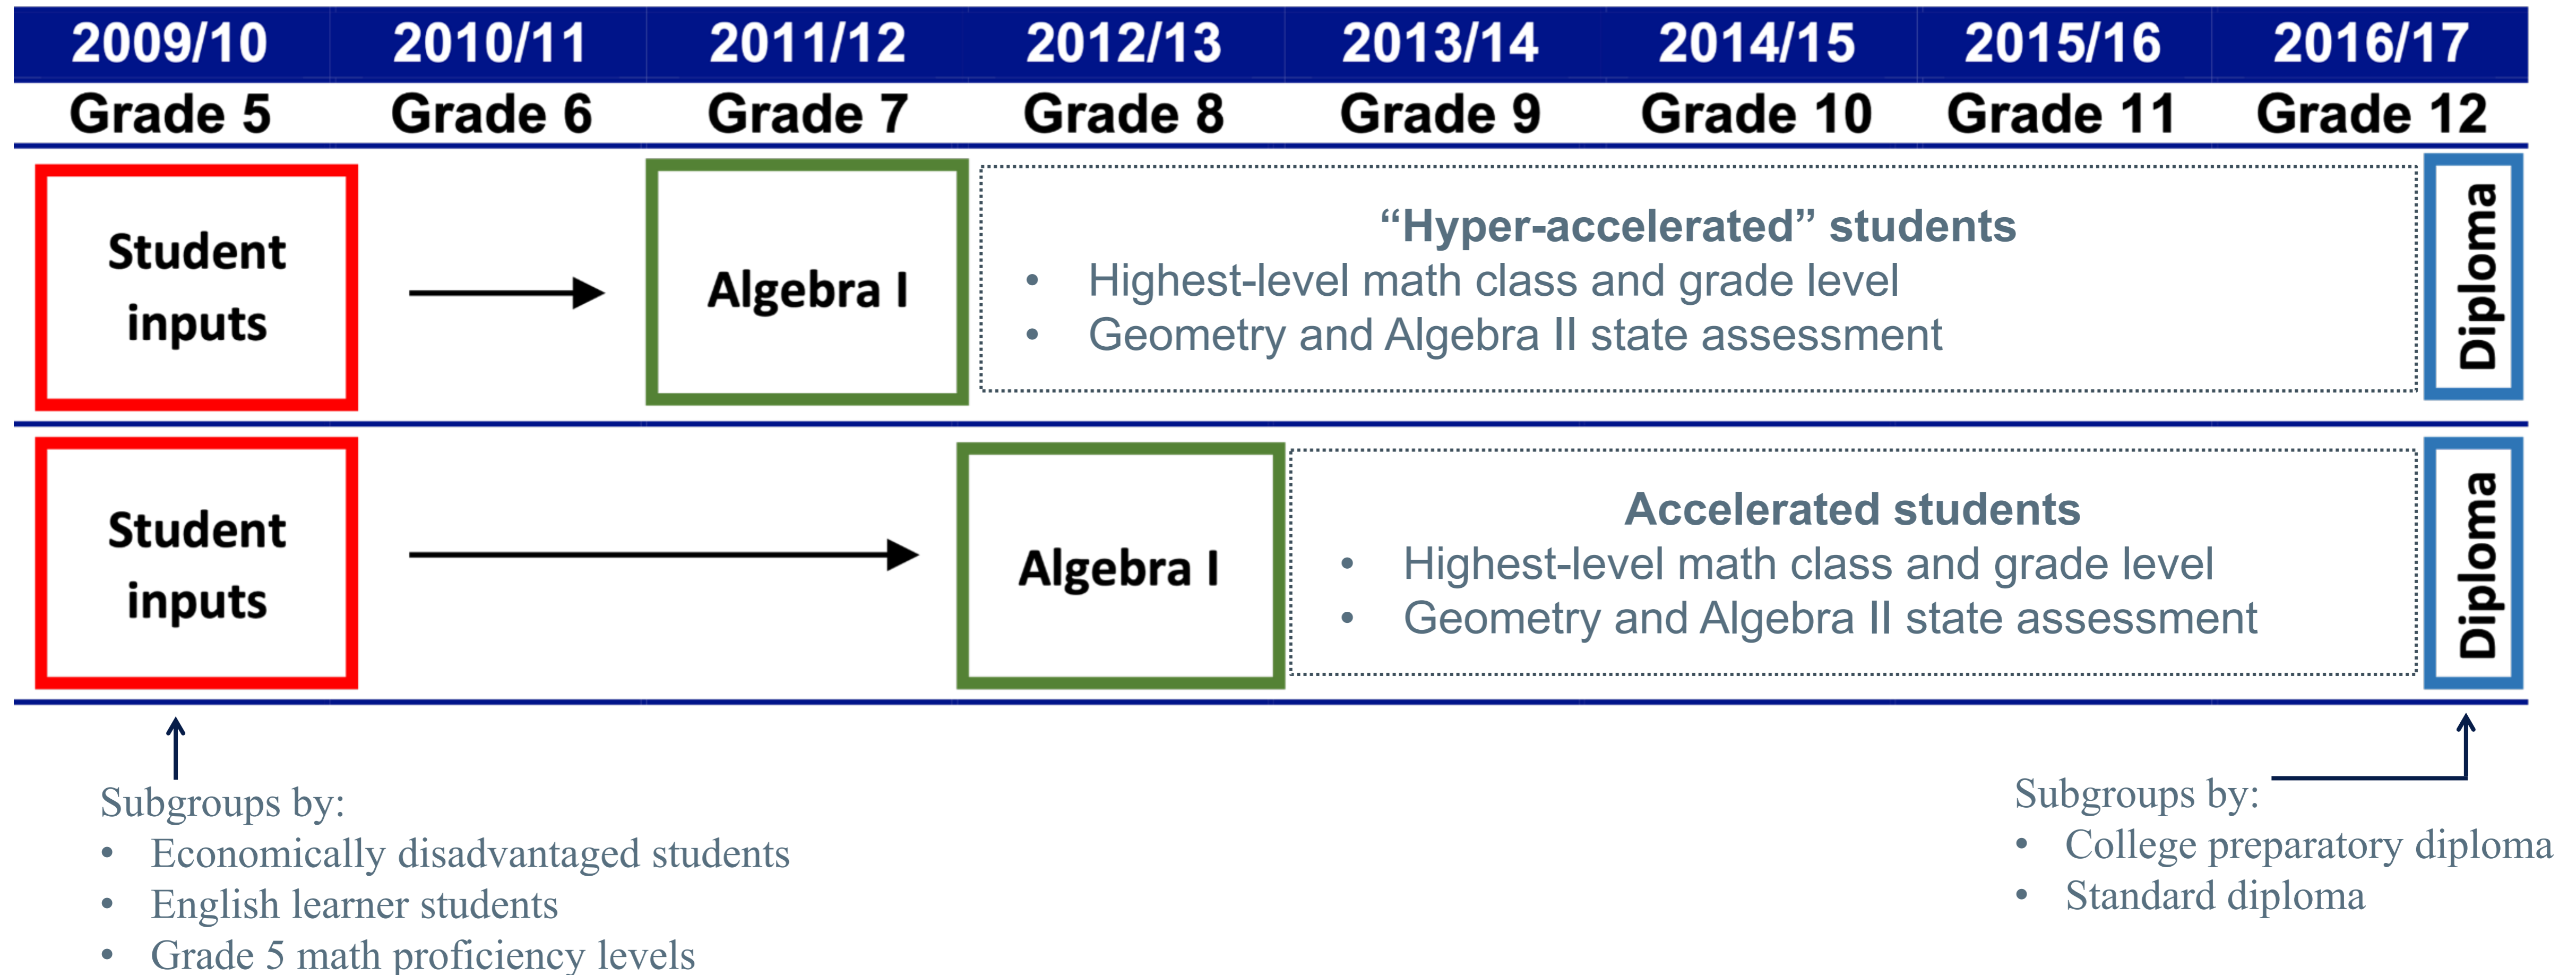 2009/10 2010/11 2011/12 2012/13 2013/14 2014/15 2015/16 2016/17
Grade 5 Grade 6 Grade 7 Grade 8 Grade 9 Grade 10 Grade 11 Grade 12
Student
inputs
Algebra I
“Hyper-accelerated” students
• Highest-level math class and grade level
• Geometry and Algebra II state assessment
Diploma
Student
inputs
Algebra I
Accelerated students
• Highest-level math class and grade level
• Geometry and Algebra II state assessment
Diploma
Subgroups by:
• Economically disadvantaged students
• English learner students
• Grade 5 math proficiency levels
Subgroups by:
• College preparatory diploma
• Standard diploma